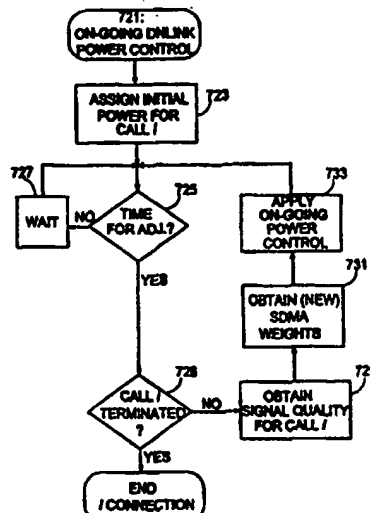 721:
ON-GOING DNLINK
POWER CONTROL
ASSIGN INITIAL
POWER FOR
CALL i
723
727
WAIT
NO
TIME
FOR ADJ.?
725
YES
733
APPLY
ON-GOING
POWER
CONTROL
731
OBTAIN (NEW)
SDMA
WEIGHTS
728
CALL i
TERMINATED
?
NO
72
OBTAIN
SIGNAL QUALITY
FOR CALL i
YES
END
i CONNECTION